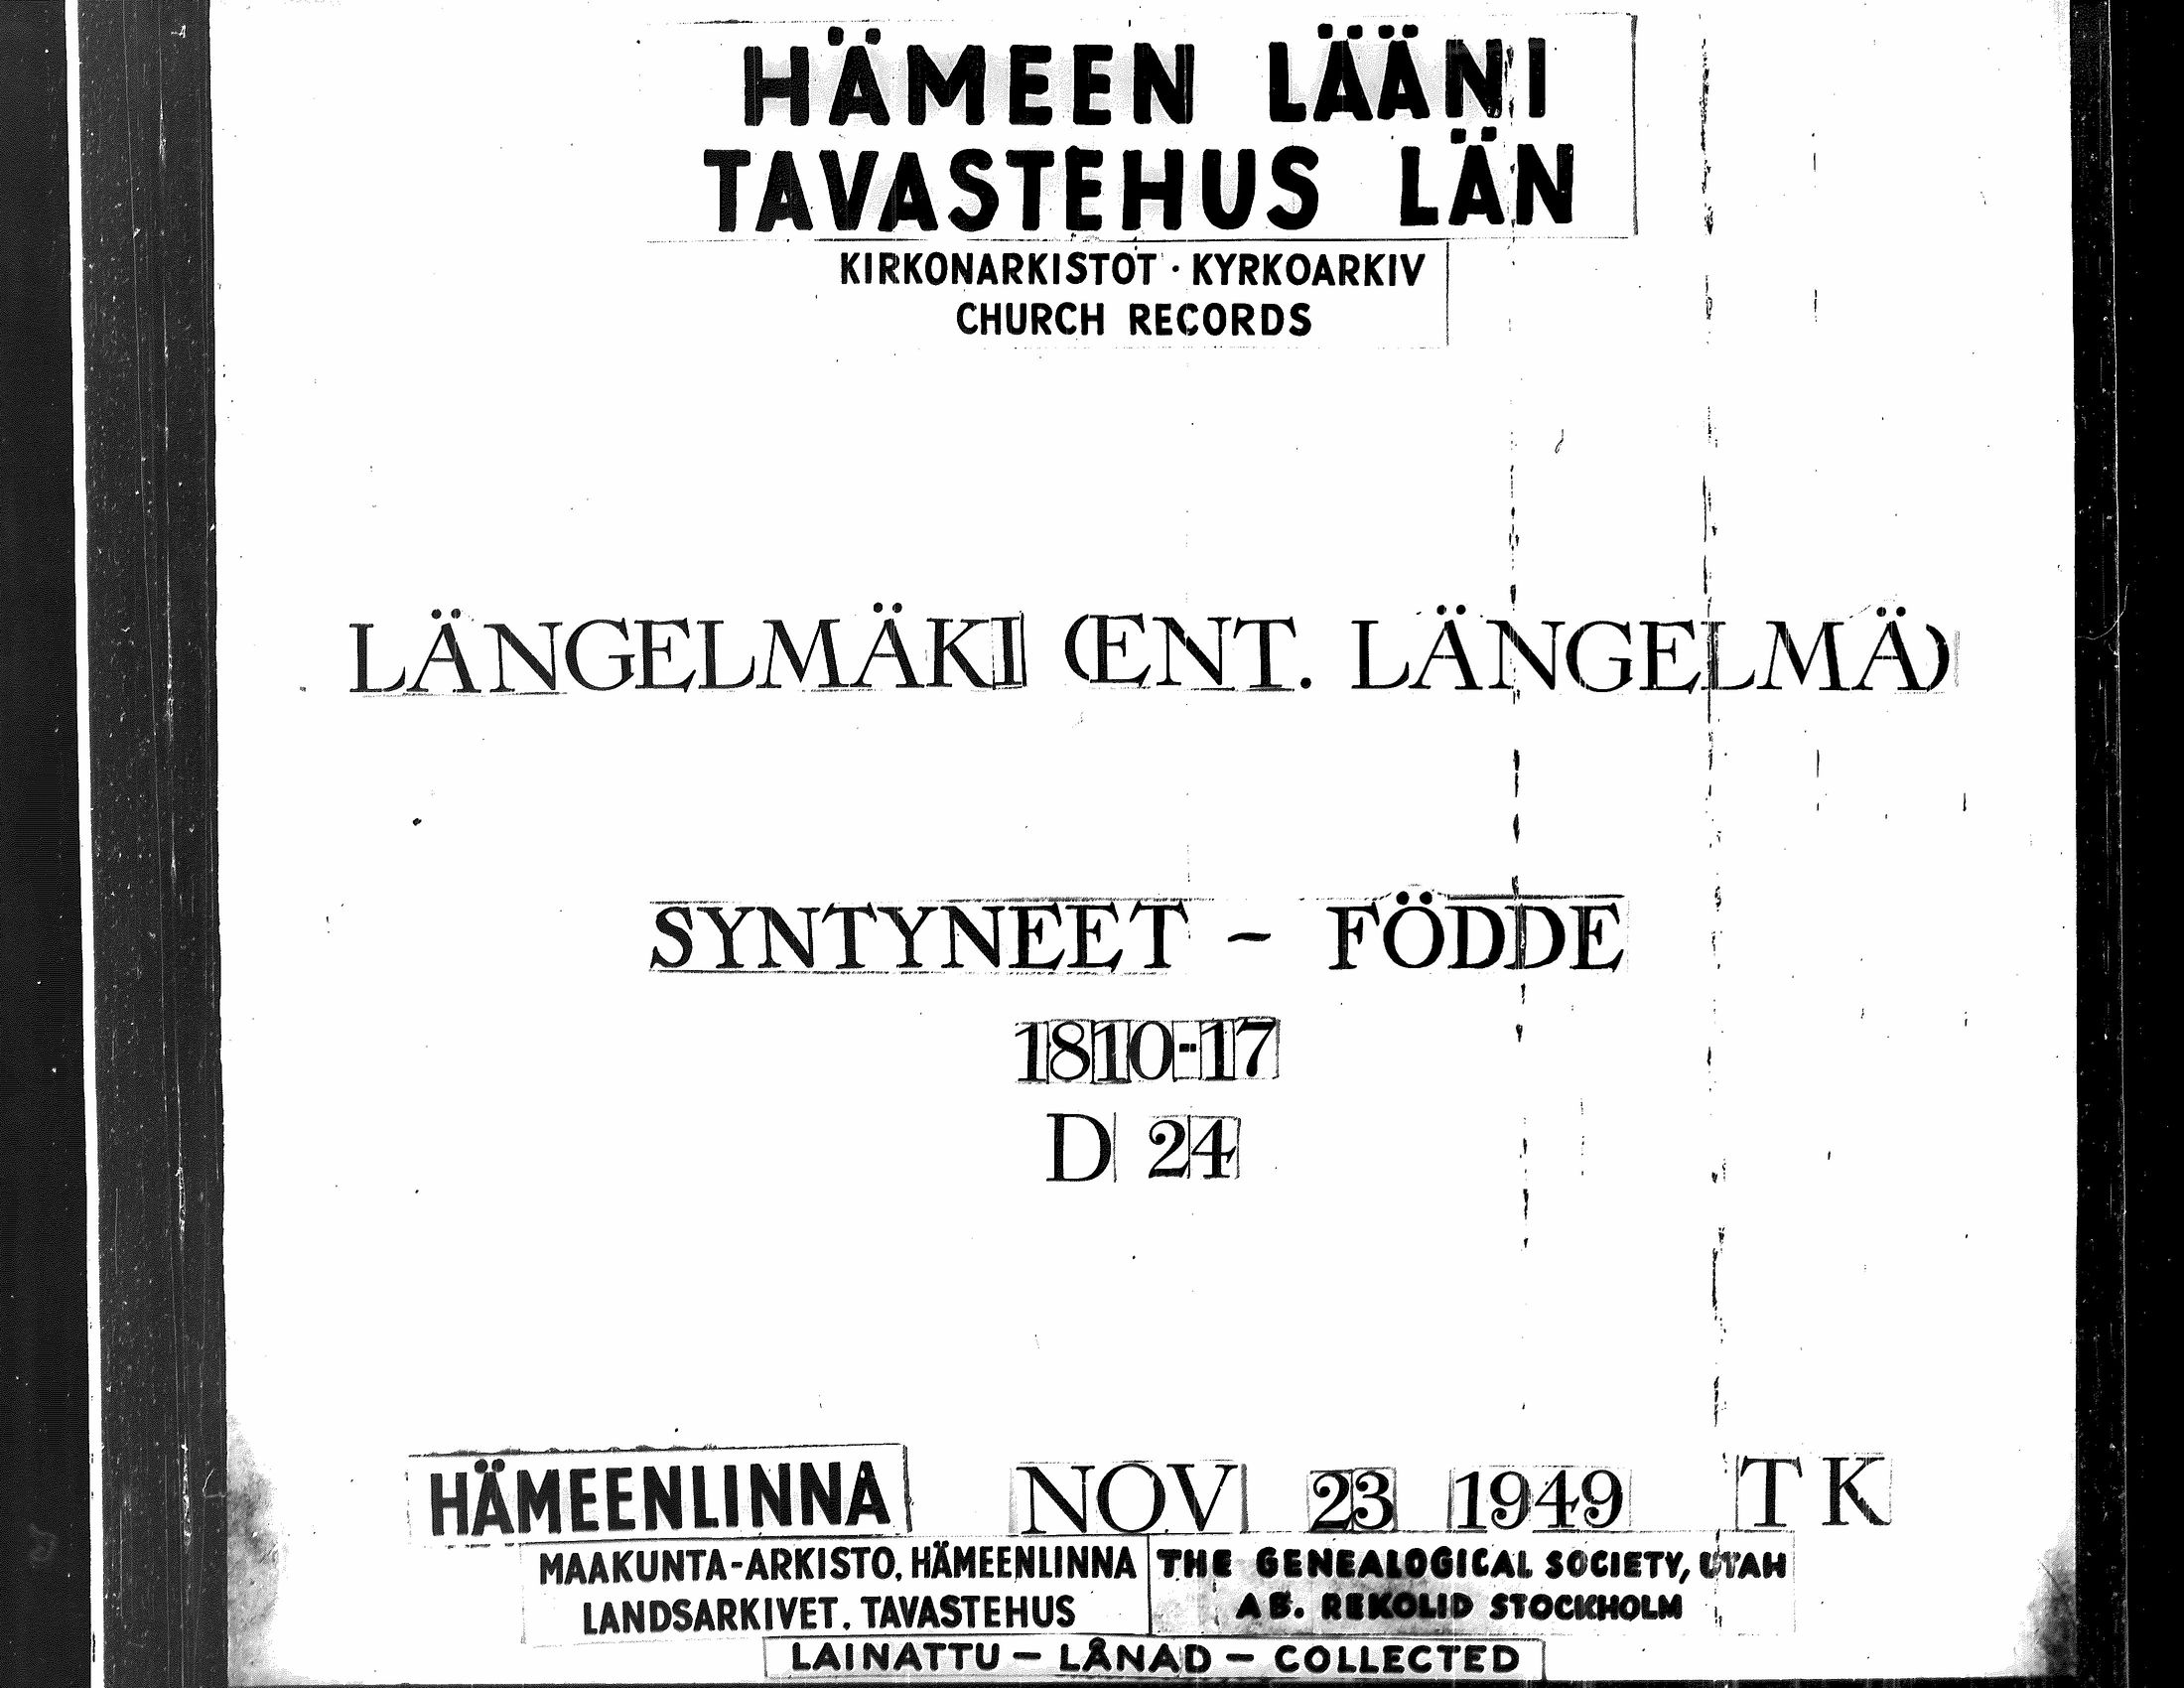 HÄMEEN LÄÄNI
TAVASTEHUS LÄN
KIRKONARKISTOT · KYRKOARKIV
CHURCH RECORDS
LÄNGELMÄKI (ENT. LÄNGELMÄ)
SYNTYNEET - FÖDDE
1810-17
D 24
HÄMEENLINNA NOV 23 1949 TK
MAAKUNTA-ARKISTO, HÄMEENLINNA
LANDSARKIVET, TAVASTEHUS
THE GENEALOGICAL SOCIETY, UTAH
AB. REKOLID STOCKHOLM
LAINATTU - LÅNAD - COLLECTED